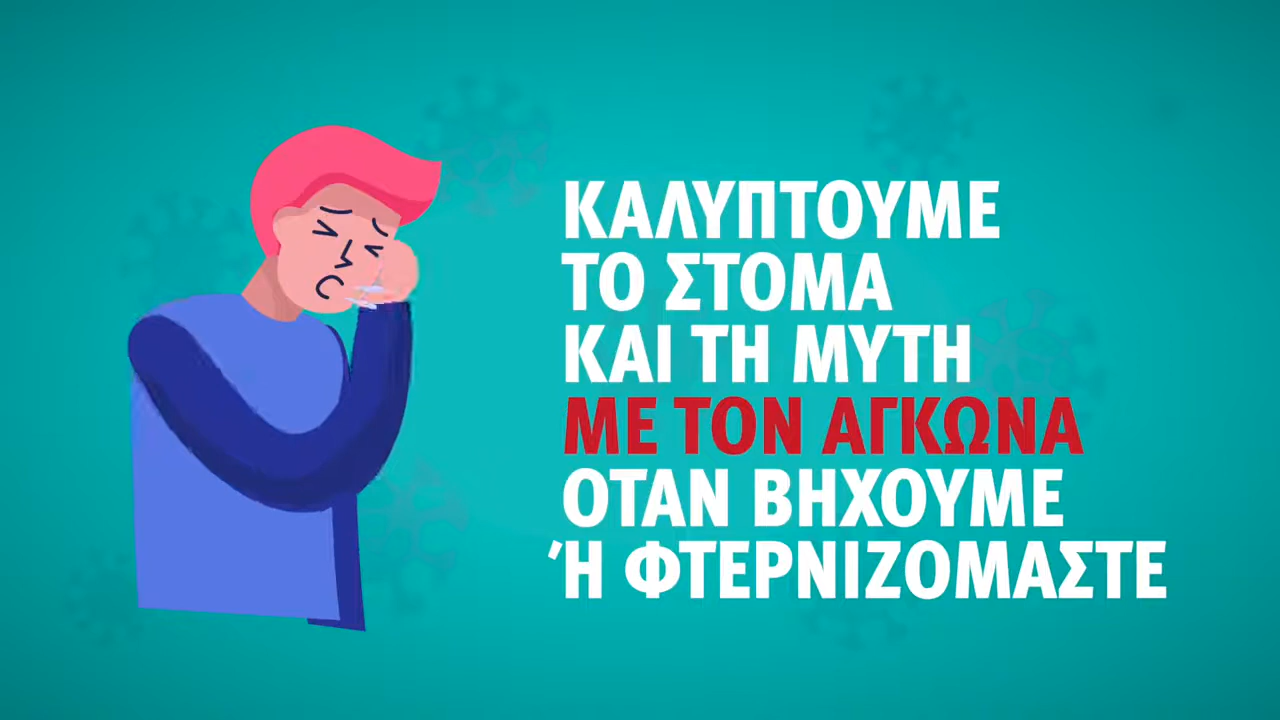 ΚΑΛΥΠΤΟΥΜΕ
ΤΟ ΣΤΟΜΑ
ΚΑΙ ΤΗ ΜΥΤΗ
ΜΕ ΤΟΝ ΑΓΚΩΝΑ
ΟΤΑΝ ΒΗΧΟΥΜΕ
Ή ΦΤΕΡΝΙΖΟΜΑΣΤΕ